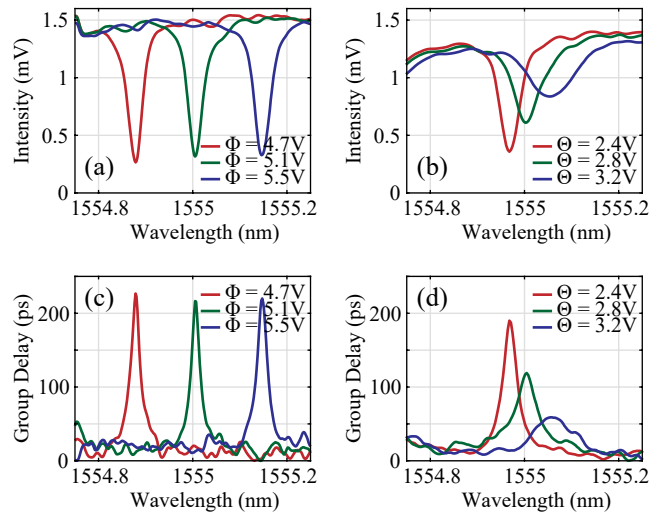 1.5
1
0.5
0
Intensity (mV)
(a)
Φ = 4.7V
Φ = 5.1V
Φ = 5.5V
1554.8
1555
1555.2
Wavelength (nm)
1.5
1
0.5
0
Intensity (mV)
(b)
Θ = 2.4V
Θ = 2.8V
Θ = 3.2V
1554.8
1555
1555.2
Wavelength (nm)
200
100
0
Group Delay (ps)
(c)
Φ = 4.7V
Φ = 5.1V
Φ = 5.5V
1554.8
1555
1555.2
Wavelength (nm)
200
100
0
Group Delay (ps)
(d)
Θ = 2.4V
Θ = 2.8V
Θ = 3.2V
1554.8
1555
1555.2
Wavelength (nm)